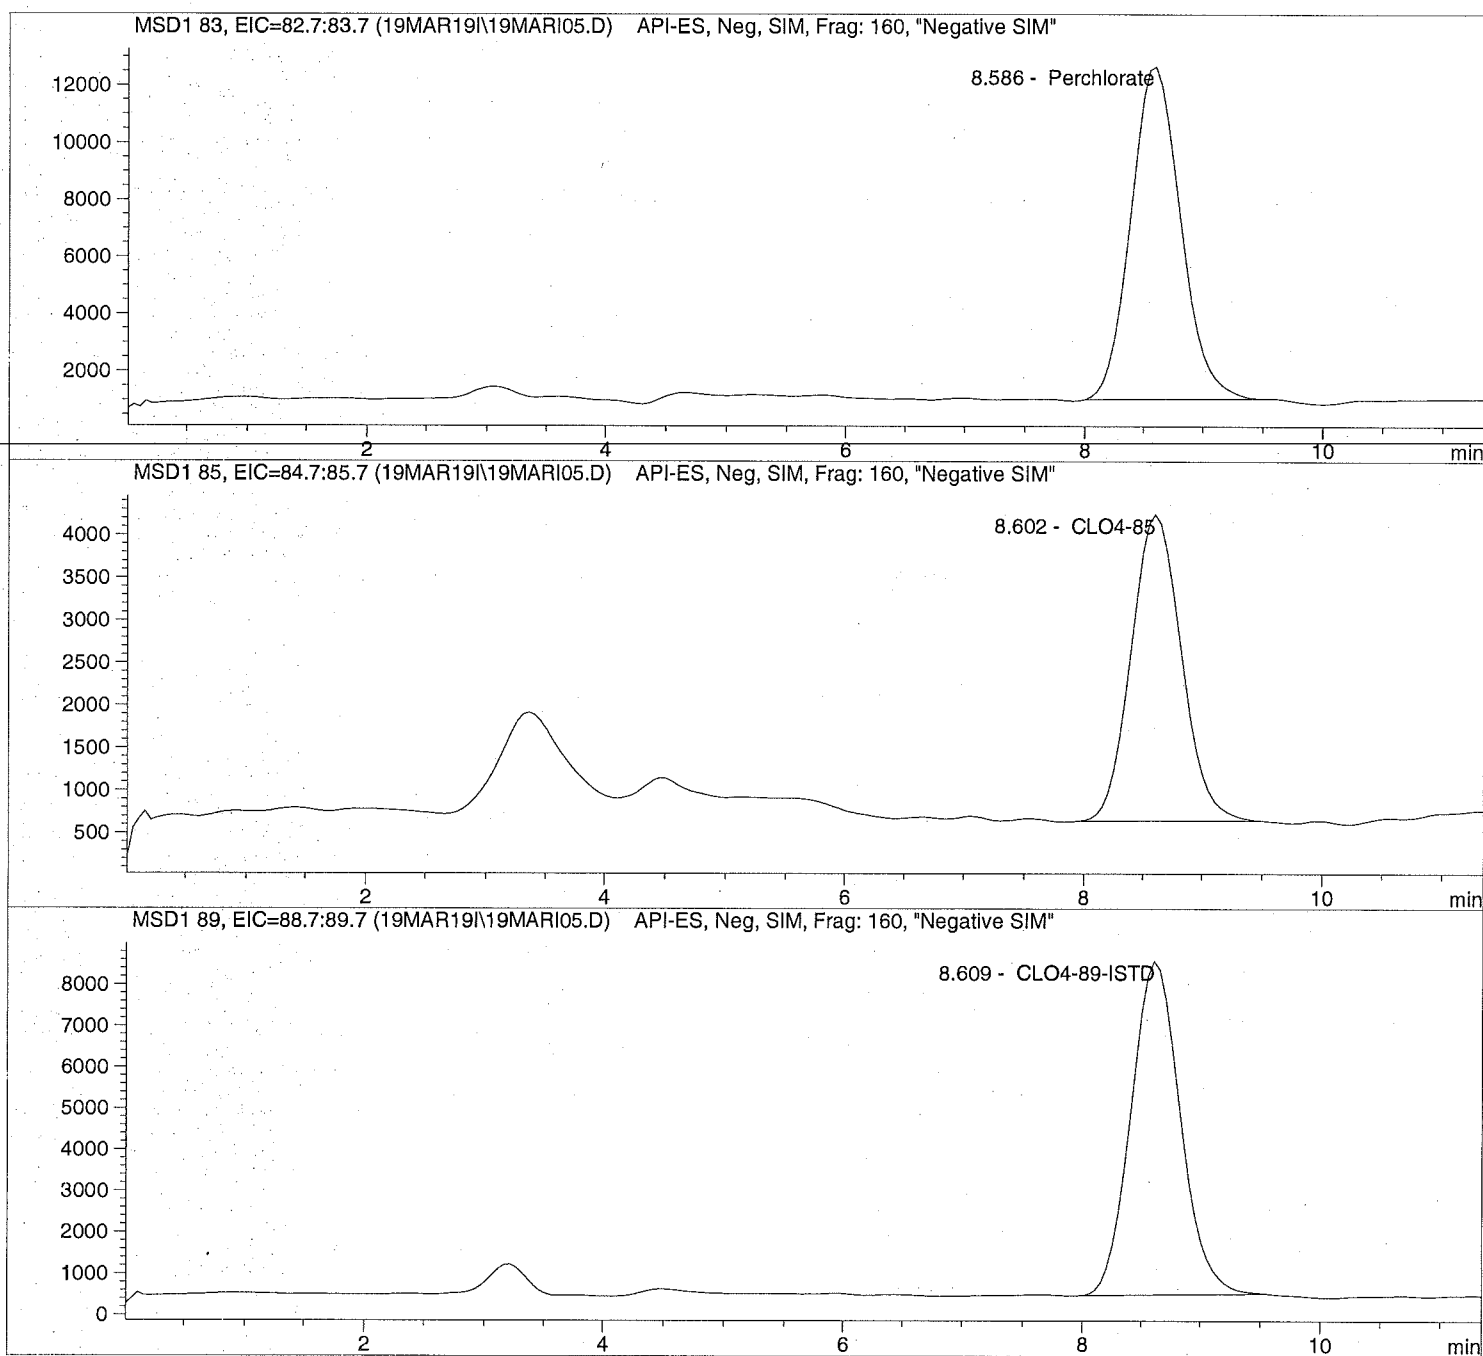 MSD1 83, EIC=82.7:83.7 (19MAR19I\19MARI05.D) API-ES, Neg, SIM, Frag: 160, "Negative SIM"
8.586 - Perchlorate
12000
10000
8000
6000
4000
2000
2 4 6 8 10 min
MSD1 85, EIC=84.7:85.7 (19MAR19I\19MARI05.D) API-ES, Neg, SIM, Frag: 160, "Negative SIM"
8.602 - CLO4-85
4000
3500
3000
2500
2000
1500
1000
500
2 4 6 8 10 min
MSD1 89, EIC=88.7:89.7 (19MAR19I\19MARI05.D) API-ES, Neg, SIM, Frag: 160, "Negative SIM"
8.609 - CLO4-89-ISTD
8000
7000
6000
5000
4000
3000
2000
1000
0
2 4 6 8 10 min